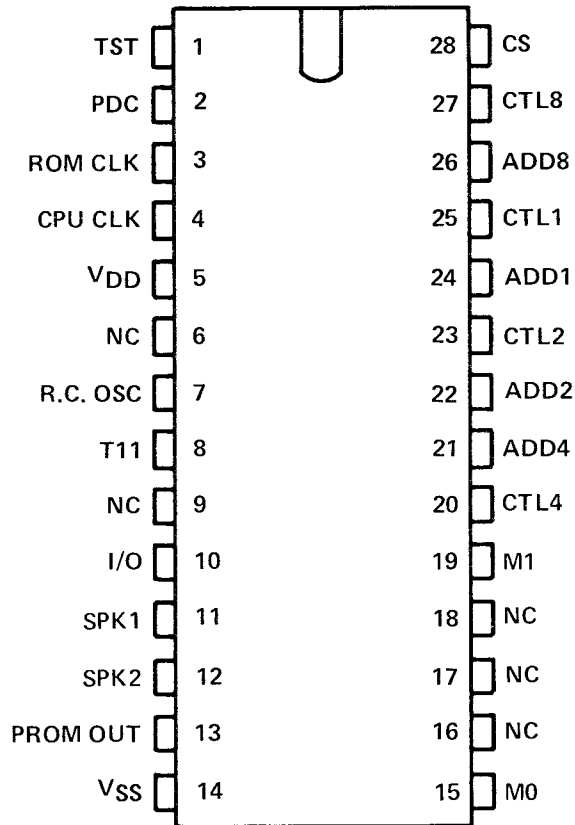 TST 1 28 CS
PDC 2 27 CTL8
ROM CLK 3 26 ADD8
CPU CLK 4 25 CTL1
VDD 5 24 ADD1
NC 6 23 CTL2
R.C. OSC 7 22 ADD2
T11 8 21 ADD4
NC 9 20 CTL4
I/O 10 19 M1
SPK1 11 18 NC
SPK2 12 17 NC
PROM OUT 13 16 NC
VSS 14 15 M0